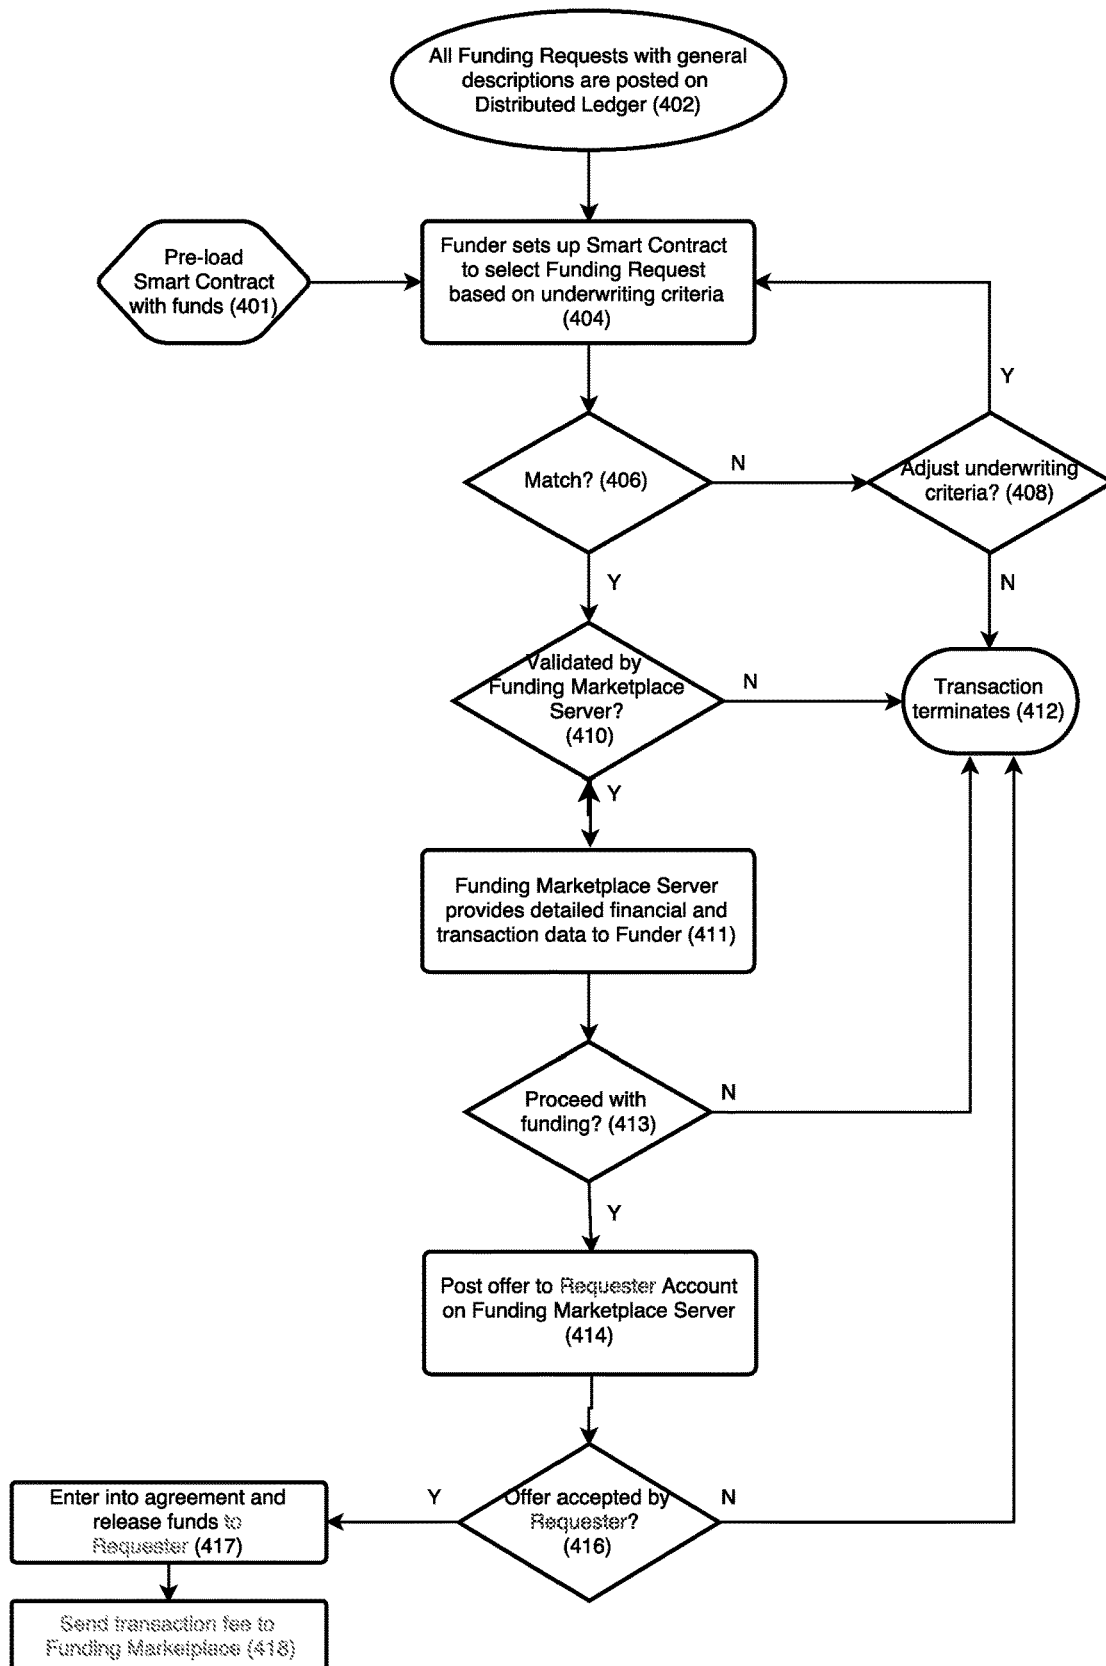 All Funding Requests with general
descriptions are posted on
Distributed Ledger (402)
Pre-load
Smart Contract
with funds (401)
Funder sets up Smart Contract
to select Funding Request
based on underwriting criteria
(404)
Y
Match? (406)
N
Adjust underwriting
criteria? (408)
Y
N
Validated by
Funding Marketplace
Server?
(410)
N
Transaction
terminates (412)
Y
Funding Marketplace Server
provides detailed financial and
transaction data to Funder (411)
Proceed with
funding? (413)
N
Y
Post offer to Requester Account
on Funding Marketplace Server
(414)
Offer accepted by
Requester?
(416)
Y
N
Enter into agreement and
release funds to
Requester (417)
Send transaction fee to
Funding Marketplace (418)